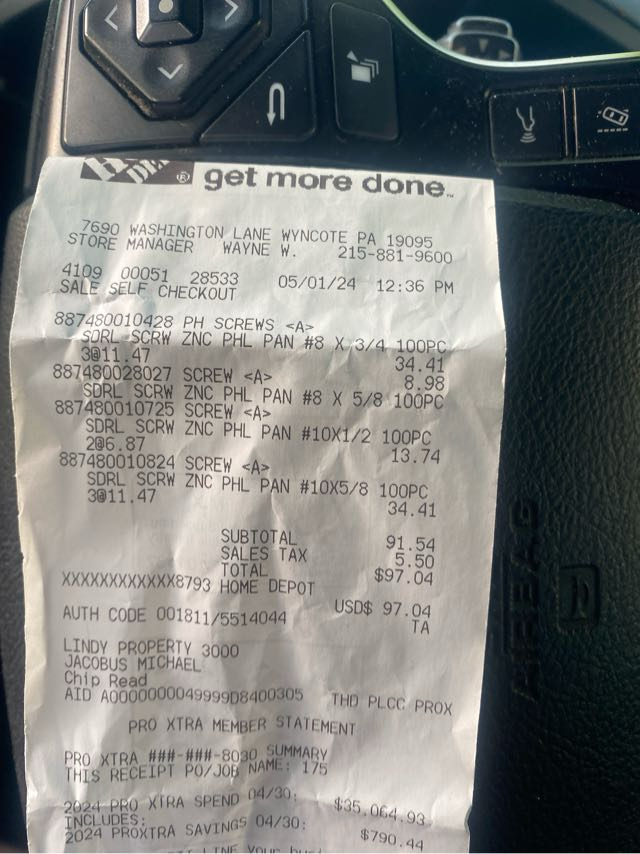 get more done.™
7690 WASHINGTON LANE WYNCOTE PA 19095
STORE MANAGER WAYNE W. 215-881-9600
4109 00051 28533 05/01/24 12:36 PM
SALE SELF CHECKOUT
887480010428 PH SCREWS <A>
SDRL SCRW ZNC PHL PAN #8 X 3/4 100PC
3@11.47 34.41
887480028027 SCREW <A> 8.98
SDRL SCRW ZNC PHL PAN #8 X 5/8 100PC
887480010725 SCREW <A>
SDRL SCRW ZNC PHL PAN #10X1/2 100PC
2@6.87 13.74
887480010824 SCREW <A>
SDRL SCRW ZNC PHL PAN #10X5/8 100PC
3@11.47 34.41
SUBTOTAL 91.54
SALES TAX 5.50
TOTAL $97.04
XXXXXXXXXXXX8793 HOME DEPOT
USD$ 97.04
AUTH CODE 001811/5514044 TA
LINDY PROPERTY 3000
JACOBUS MICHAEL
Chip Read
AID A0000000049999D8400305 THD PLCC PROX
PRO XTRA MEMBER STATEMENT
PRO XTRA ###-###-8030 SUMMARY
THIS RECEIPT PO/JOB NAME: 175
2024 PRO XTRA SPEND 04/30: $35,064.93
INCLUDES:
2024 PROXTRA SAVINGS 04/30: $790.44
AIRBAG